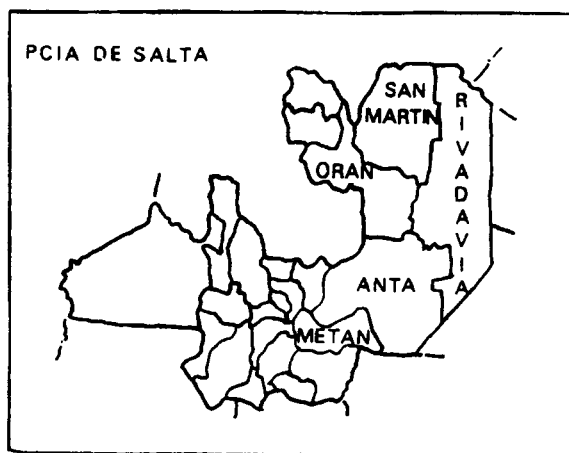 PCIA DE SALTA
SAN
MARTIN
RIVADAVIA
ORAN
ANTA
METAN